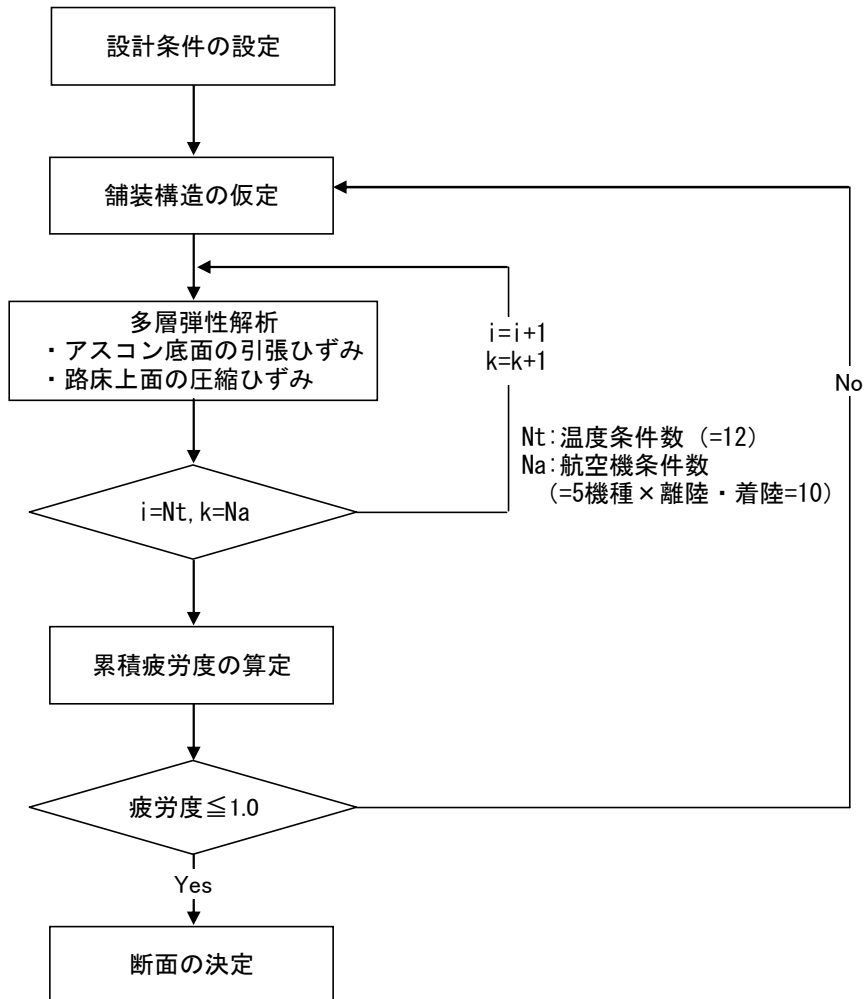 設計条件の設定
舗装構造の仮定
多層弾性解析
・アスコン底面の引張ひずみ
・路床上面の圧縮ひずみ
i=i+1
k=k+1
No
Nt:温度条件数 (=12)
Na:航空機条件数
(=5機種×離陸・着陸=10)
i=Nt,k=Na
累積疲労度の算定
疲労度≦1.0
Yes
断面の決定